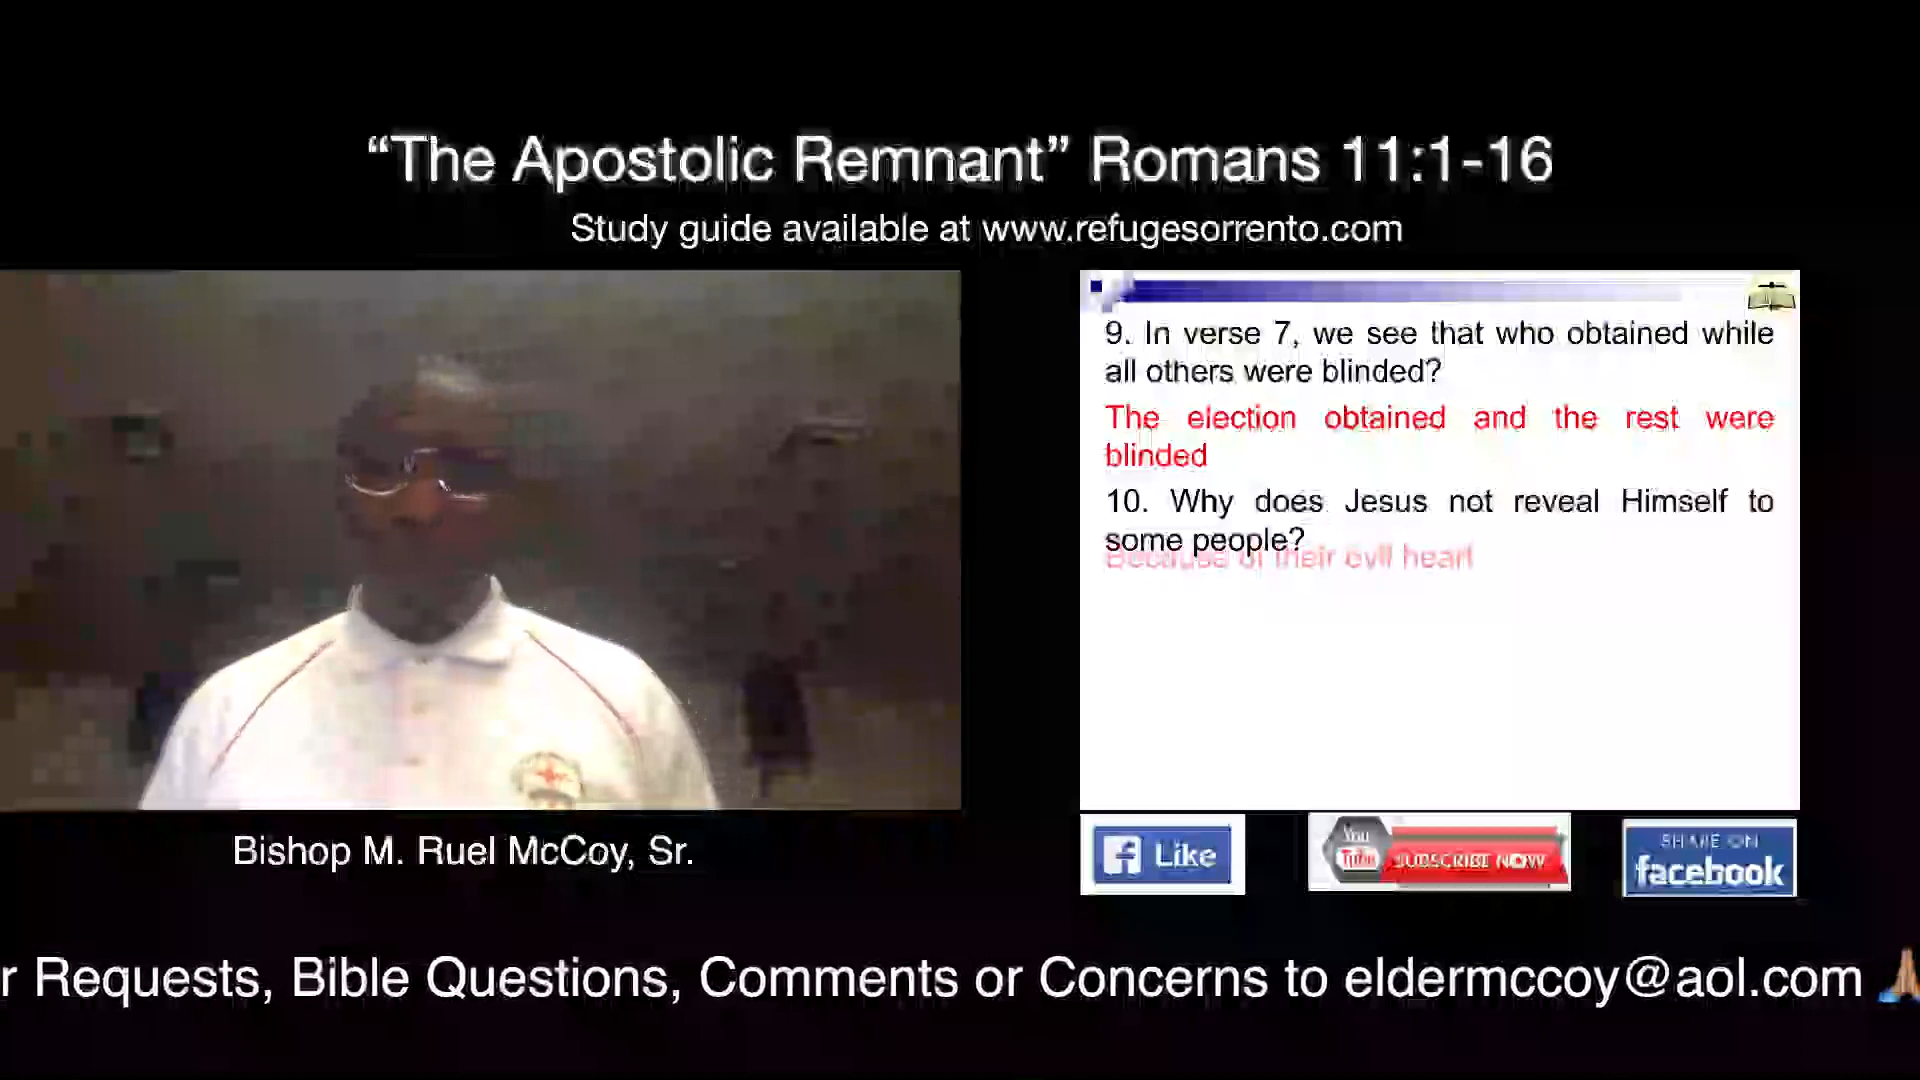 “The Apostolic Remnant” Romans 11:1-16
Study guide available at www.refugesorrento.com
9. In verse 7, we see that who obtained while
all others were blinded?
The election obtained and the rest were
blinded
10. Why does Jesus not reveal Himself to
some people?
Because of their evil heart
Bishop M. Ruel McCoy, Sr.
Like
You
Tube
SUBSCRIBE NOW
SHARE ON
facebook
r Requests, Bible Questions, Comments or Concerns to eldermccoy@aol.com